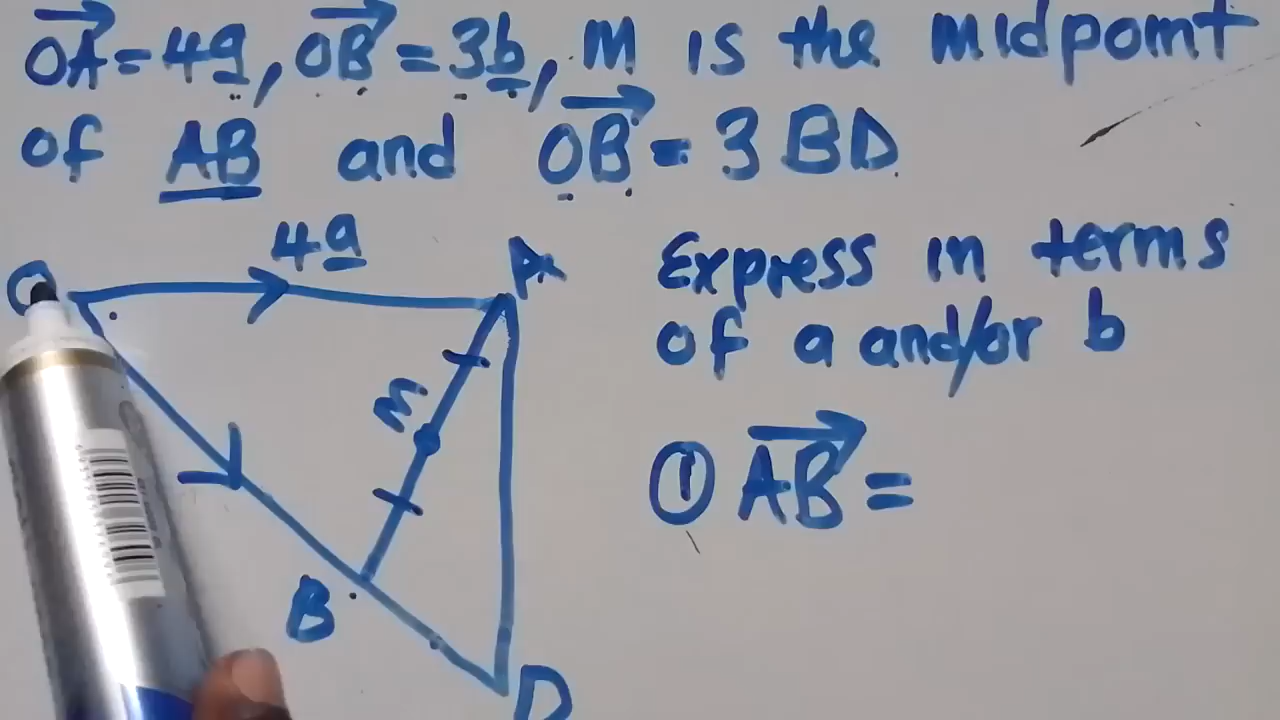 OA = 4a, OB = 3b, M is the midpoint
of AB and OB = 3BD
4a
O
A
Express in terms
of a and/or b
M
① AB =
B
D